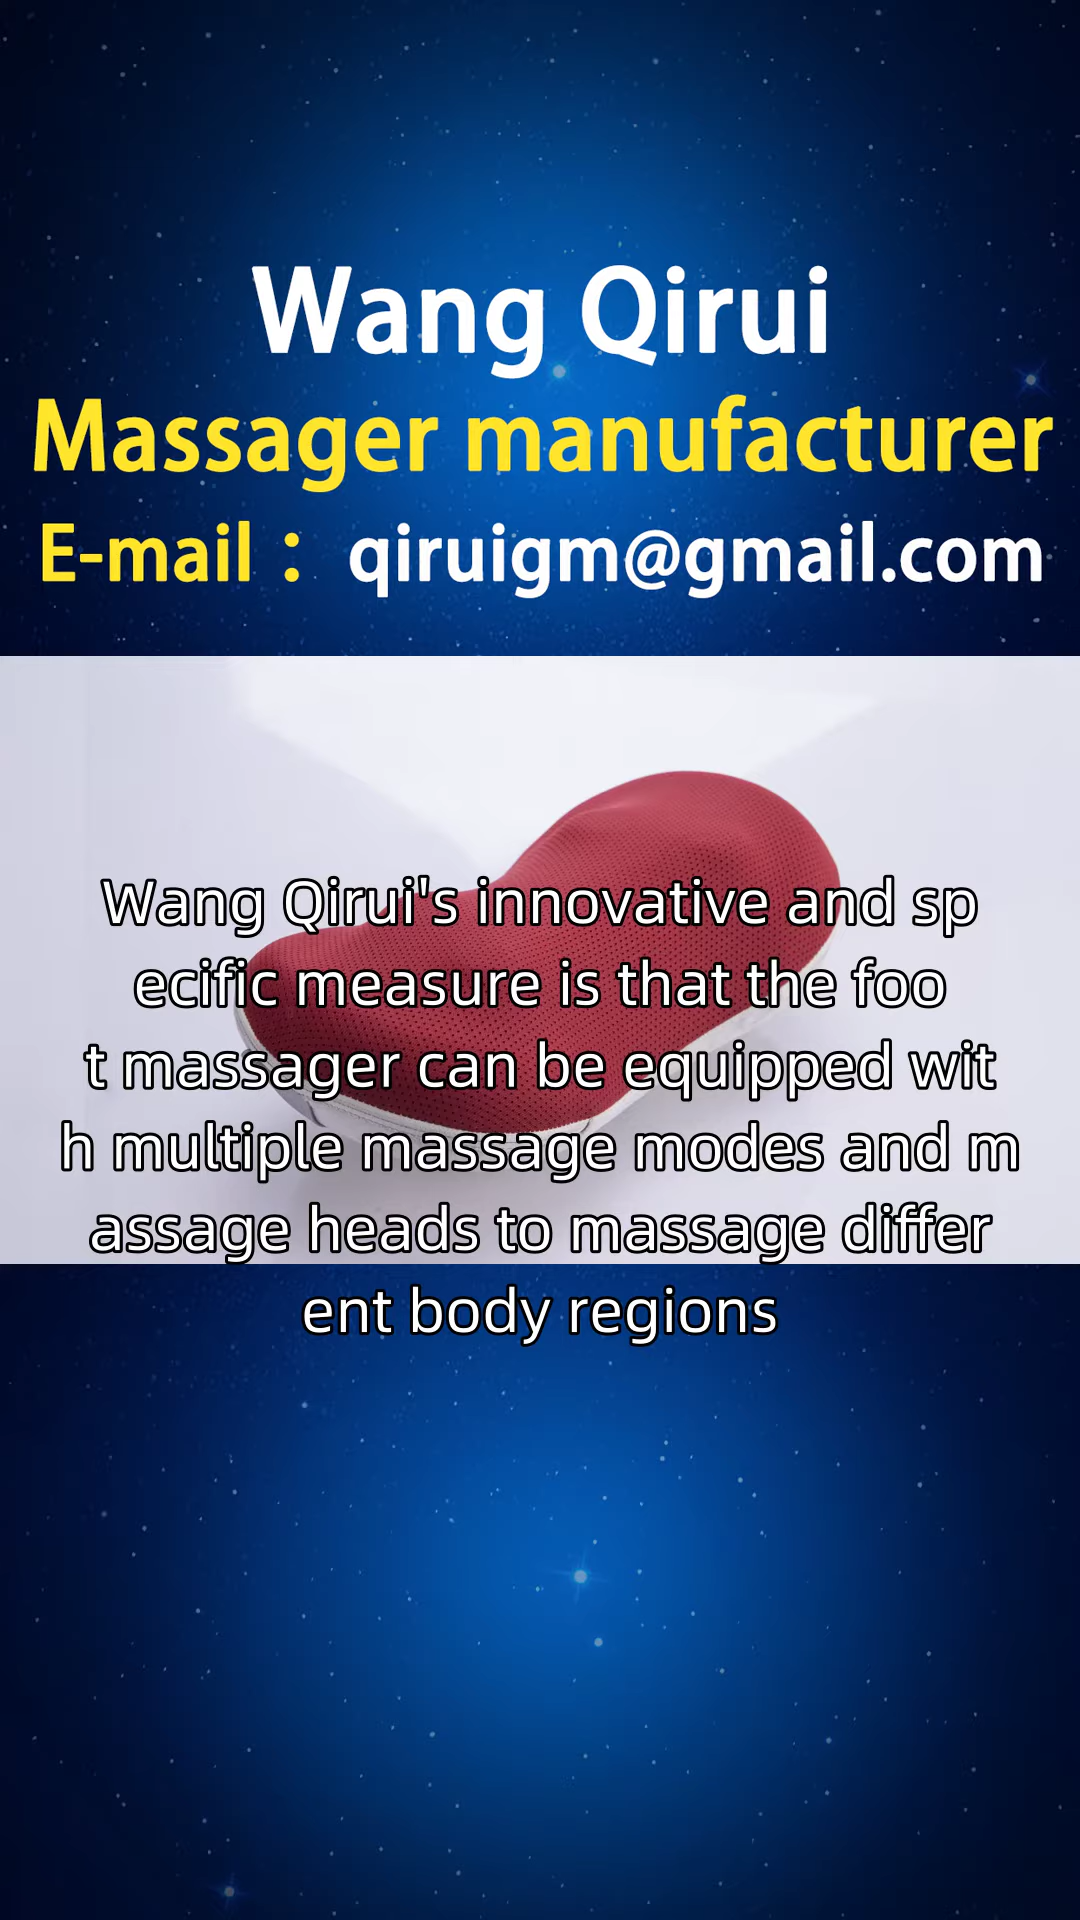 Wang Qirui
Massager manufacturer
E-mail： qiruigm@gmail.com
Wang Qirui's innovative and sp
ecific measure is that the foo
t massager can be equipped wit
h multiple massage modes and m
assage heads to massage differ
ent body regions